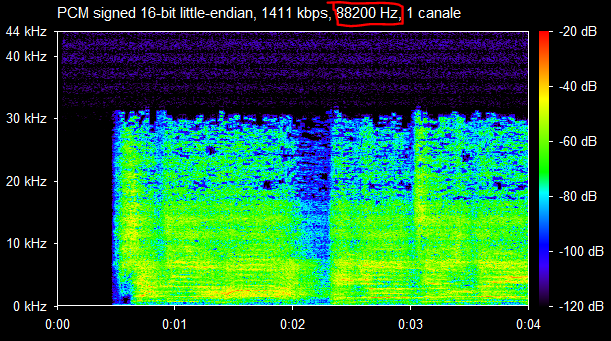 PCM signed 16-bit little-endian, 1411 kbps, 88200 Hz, 1 canale
44 kHz
40 kHz
30 kHz
20 kHz
10 kHz
0 kHz
-20 dB
-40 dB
-60 dB
-80 dB
-100 dB
-120 dB
0:00 0:01 0:02 0:03 0:04